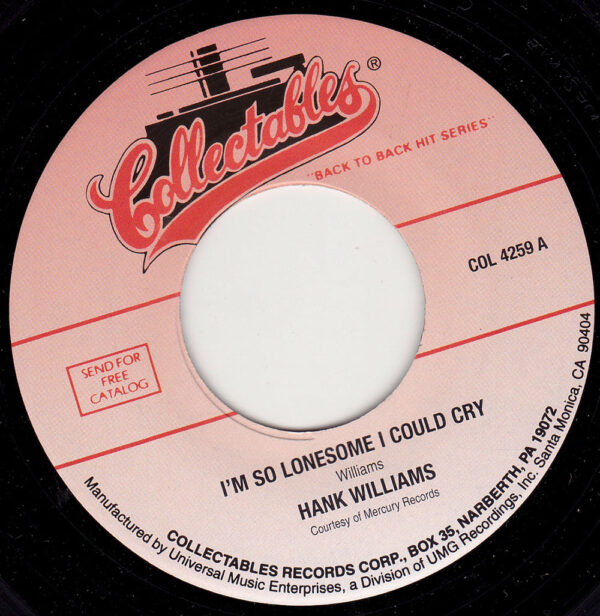 Collectables®
"BACK TO BACK HIT SERIES"
COL 4259 A
SEND FOR
FREE
CATALOG
I'M SO LONESOME I COULD CRY
Williams
HANK WILLIAMS
Courtesy of Mercury Records
COLLECTABLES RECORDS CORP., BOX 35, NARBERTH, PA 19072
Manufactured by Universal Music Enterprises, a Division of UMG Recordings, Inc. Santa Monica, CA 90404